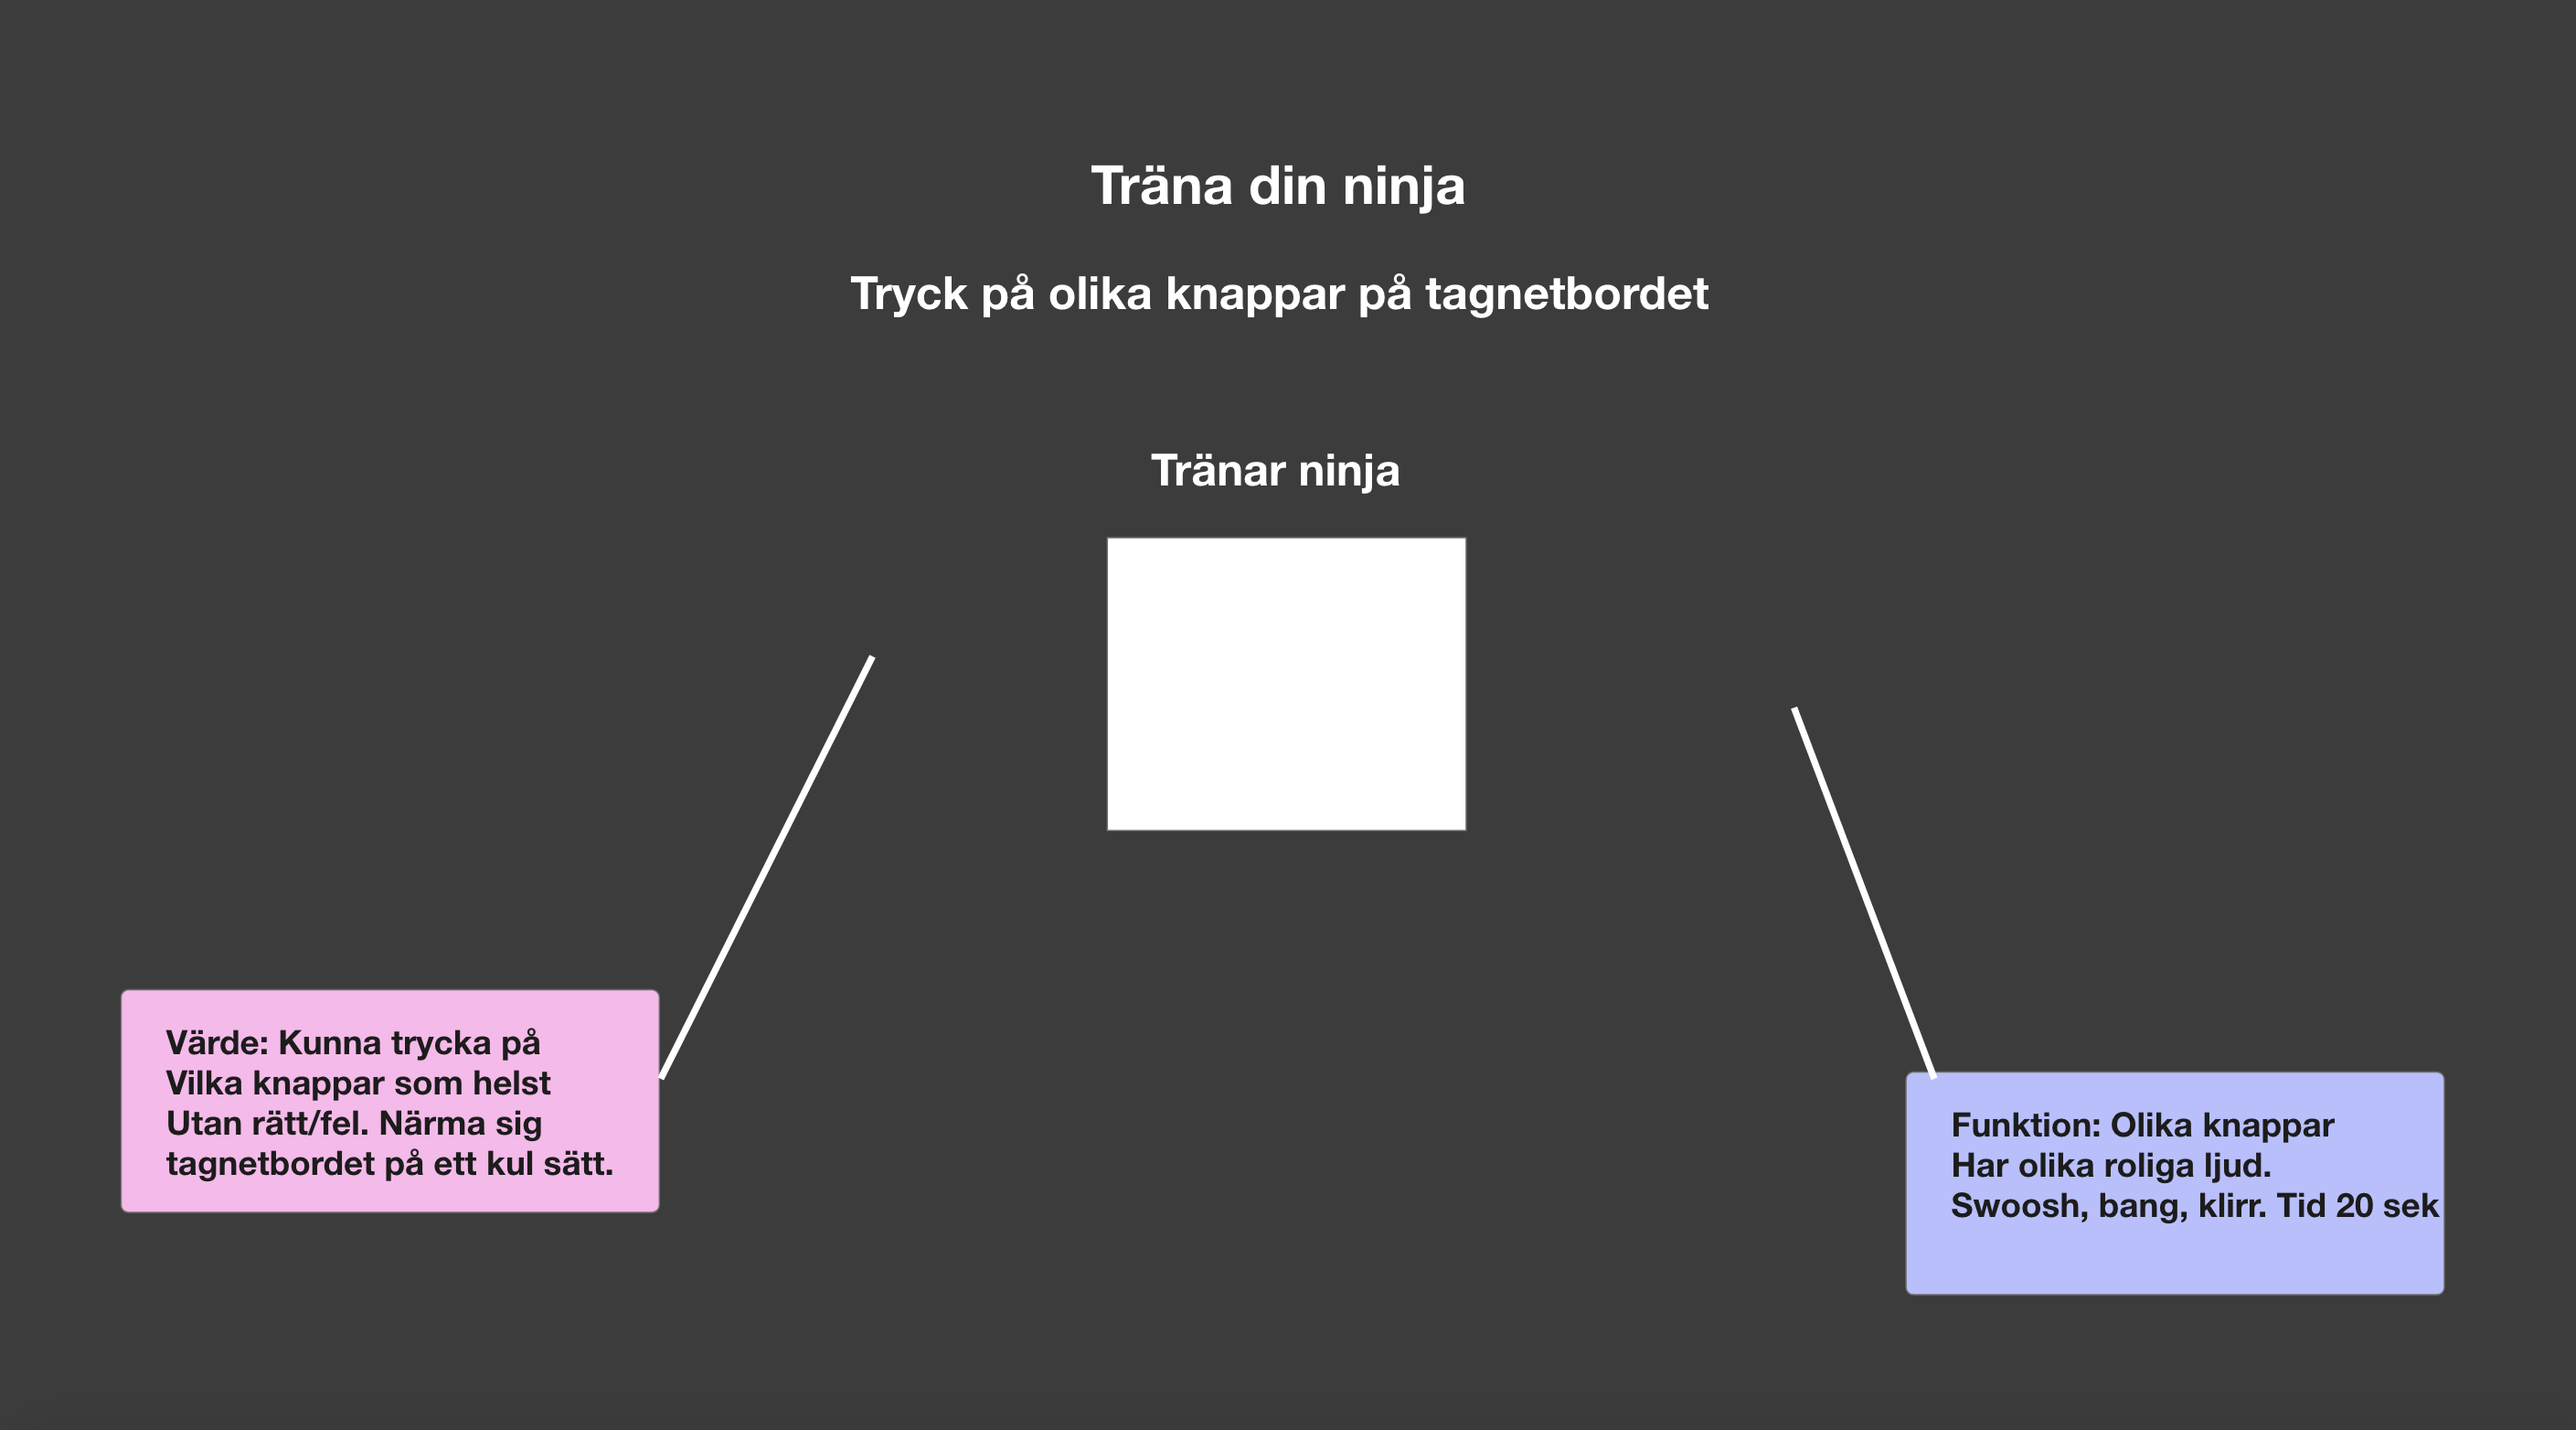 Träna din ninja
Tryck på olika knappar på tagnetbordet
Tränar ninja
Värde: Kunna trycka på
Vilka knappar som helst
Utan rätt/fel. Närma sig
tagnetbordet på ett kul sätt.
Funktion: Olika knappar
Har olika roliga ljud.
Swoosh, bang, klirr. Tid 20 sek